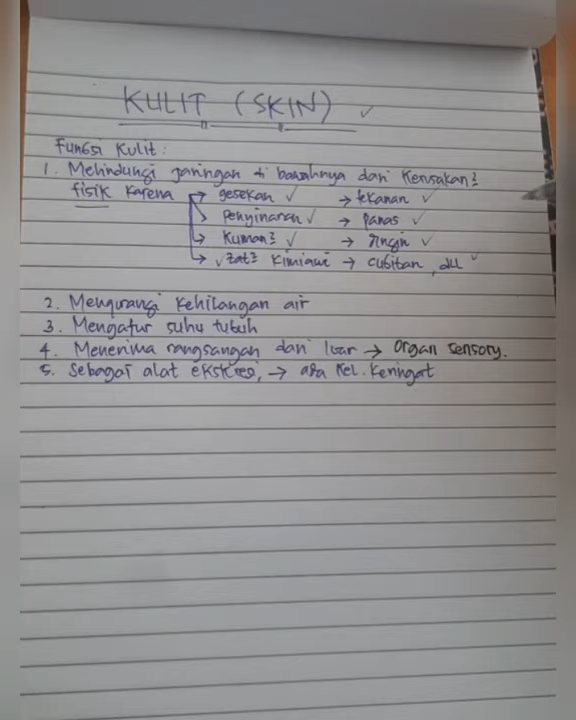 KULIT (SKIN) ✓
Fungsi Kulit:
1. Melindungi jaringan di bawahnya dari Kerusakan²
fisik karena → gesekan ✓ → tekanan ✓
→ Penyinaran ✓ → panas ✓
→ Kuman² ✓ → dingin ✓
→ ✓ Zat² Kimiawi → cubitan, dll ✓
2. Mengurangi Kehilangan air
3. Mengatur suhu tubuh
4. Menerima rangsangan dari luar → organ sensory.
5. Sebagai alat ekskresi, → ada Kel. Keringat